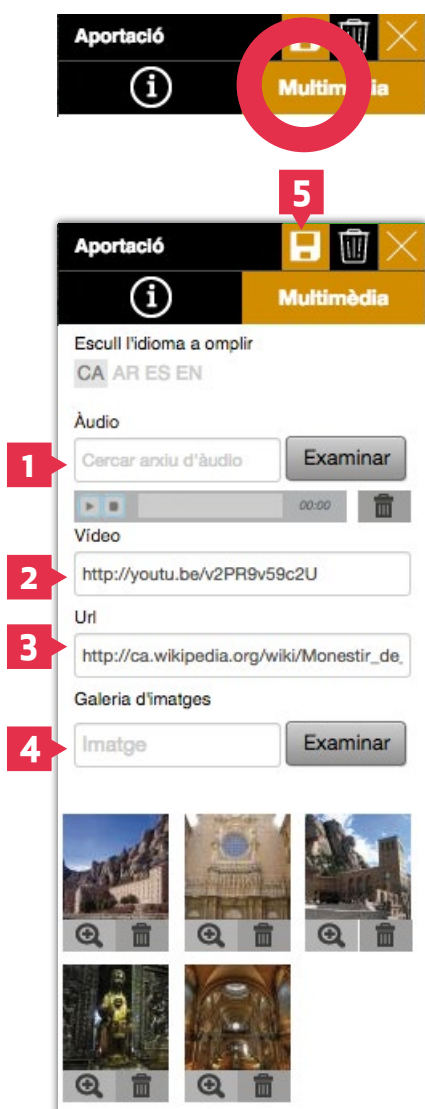 Aportació
Multimèdia
5
Aportació
Multimèdia
Escull l'idioma a omplir
CA AR ES EN
Àudio
1
Cercar arxiu d'àudio
Examinar
00:00
Vídeo
2
http://youtu.be/v2PR9v59c2U
Url
3
http://ca.wikipedia.org/wiki/Monestir_de_
Galeria d'imatges
4
Imatge
Examinar